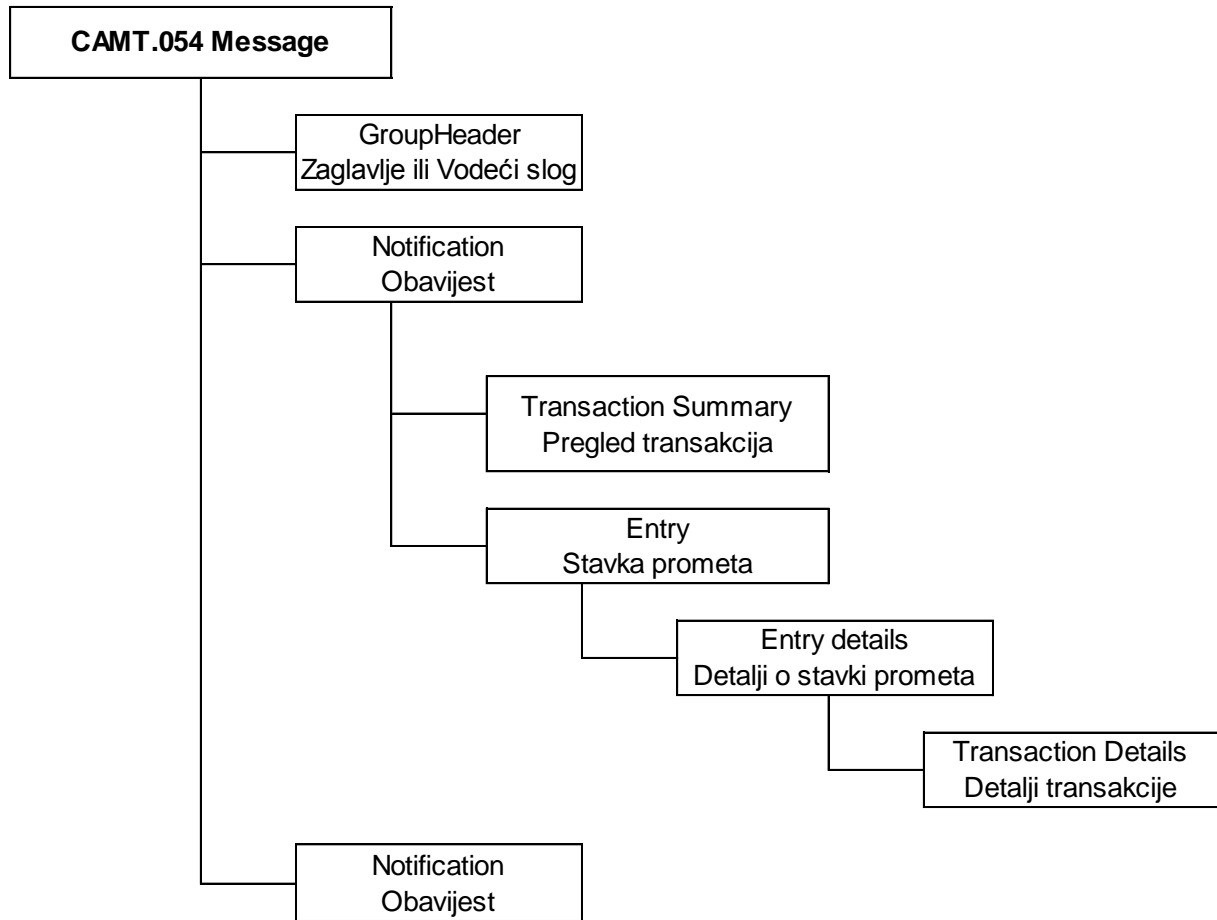 CAMT.054 Message
GroupHeader
Zaglavlje ili Vodeći slog
Notification
Obavijest
Transaction Summary
Pregled transakcija
Entry
Stavka prometa
Entry details
Detalji o stavki prometa
Transaction Details
Detalji transakcije
Notification
Obavijest